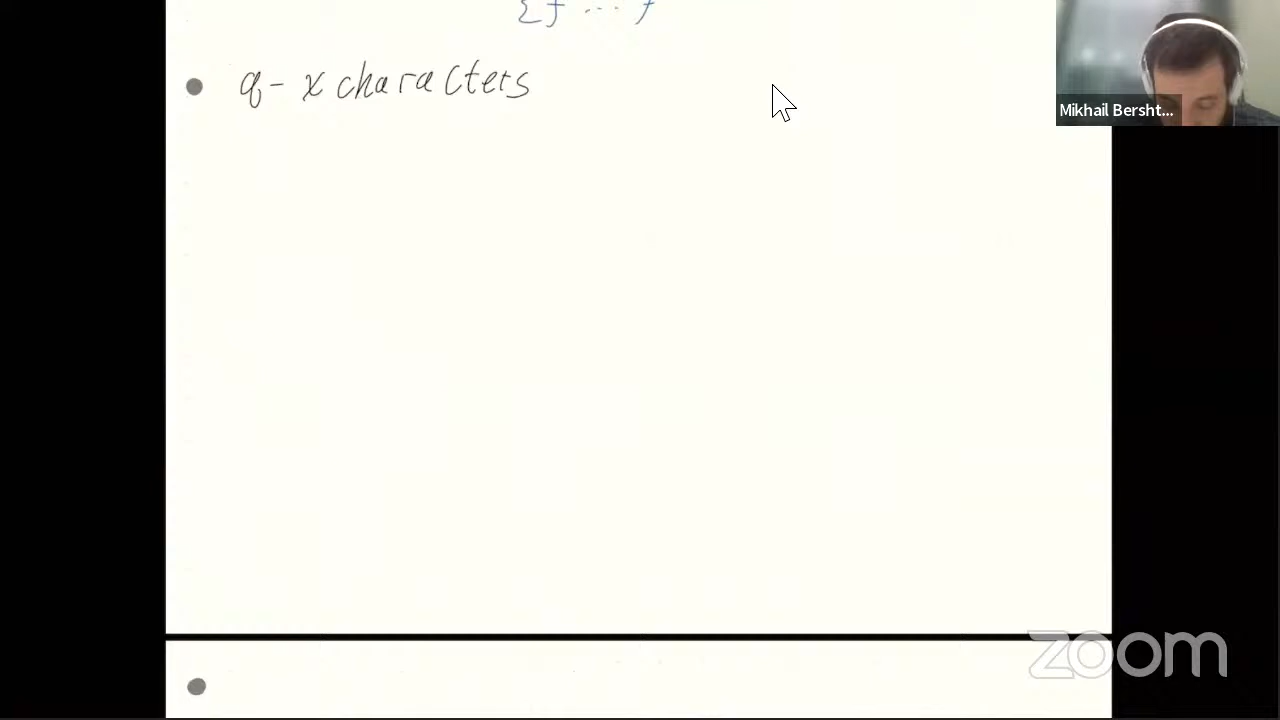 • q - χ characters
Mikhail Bersht...
zoom